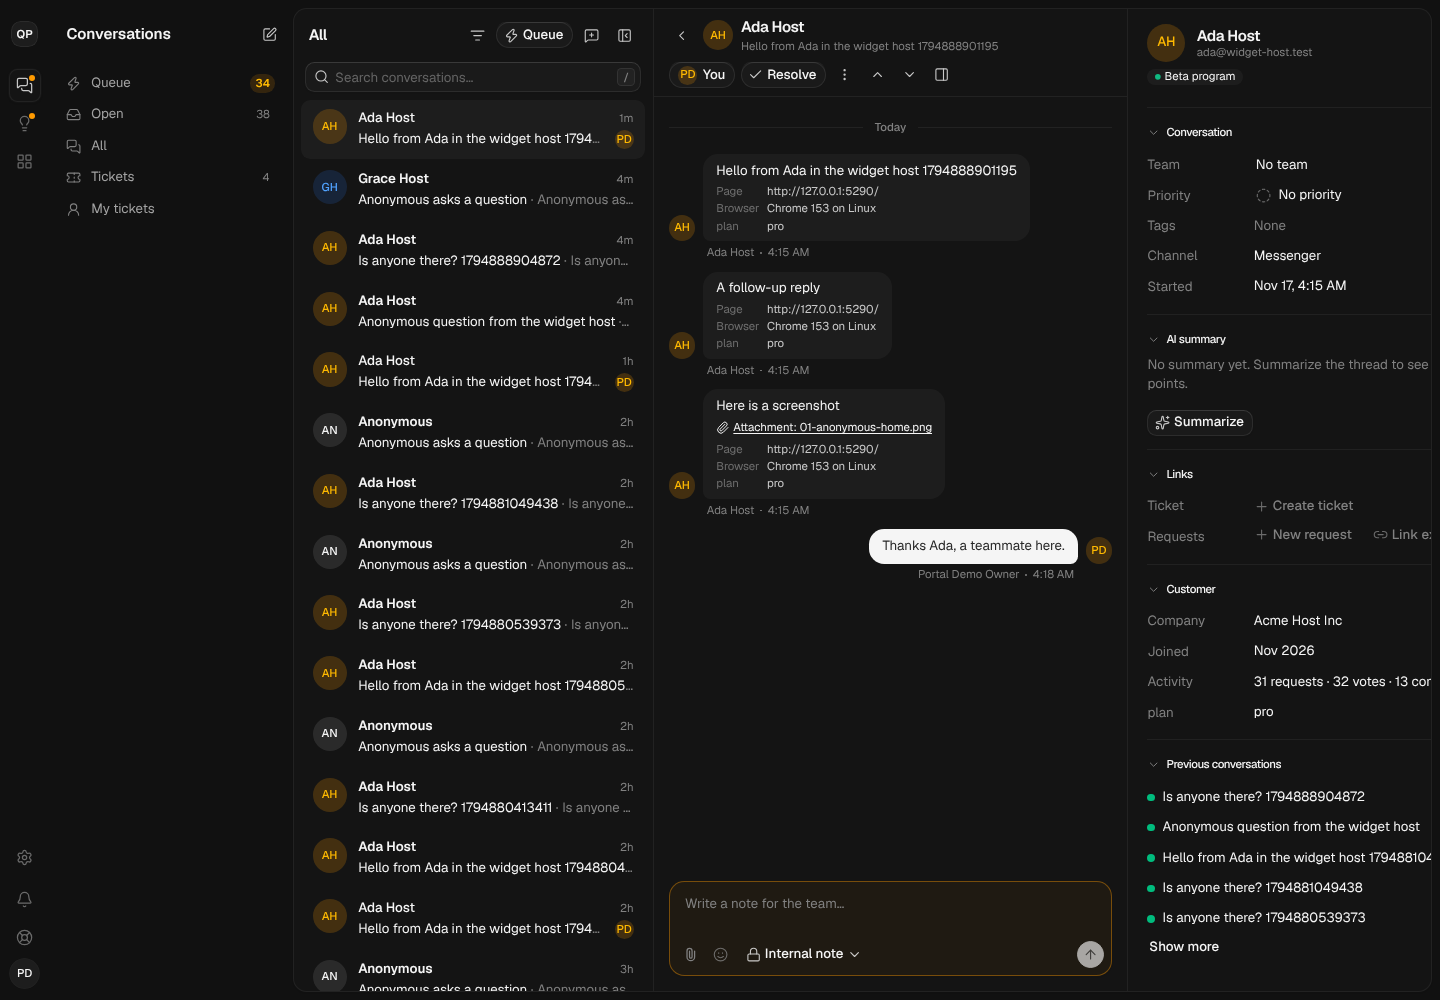 QP
Conversations
Queue 34
Open 38
All
Tickets 4
My tickets
PD
All
Queue
Search conversations... /
AH Ada Host 1m
Hello from Ada in the widget host 1794... PD
GH Grace Host 4m
Anonymous asks a question · Anonymous as...
AH Ada Host 4m
Is anyone there? 1794888904872 · Is anyon...
AH Ada Host 4m
Anonymous question from the widget host ·...
AH Ada Host 1h
Hello from Ada in the widget host 1794... PD
AN Anonymous 2h
Anonymous asks a question · Anonymous as...
AH Ada Host 2h
Is anyone there? 1794881049438 · Is anyone...
AN Anonymous 2h
Anonymous asks a question · Anonymous as...
AH Ada Host 2h
Is anyone there? 1794880539373 · Is anyon...
AH Ada Host 2h
Hello from Ada in the widget host 17948805...
AN Anonymous 2h
Anonymous asks a question · Anonymous as...
AH Ada Host 2h
Is anyone there? 1794880413411 · Is anyone ...
AH Ada Host 2h
Hello from Ada in the widget host 17948804...
AH Ada Host 2h
Hello from Ada in the widget host 1794... PD
AN Anonymous 3h
Anonymous asks a question · Anonymous as...
AH Ada Host
Hello from Ada in the widget host 1794888901195
PD You Resolve
Today
Hello from Ada in the widget host 1794888901195
Page http://127.0.0.1:5290/
Browser Chrome 153 on Linux
plan pro
AH
Ada Host · 4:15 AM
A follow-up reply
Page http://127.0.0.1:5290/
Browser Chrome 153 on Linux
plan pro
AH
Ada Host · 4:15 AM
Here is a screenshot
Attachment: 01-anonymous-home.png
Page http://127.0.0.1:5290/
Browser Chrome 153 on Linux
plan pro
AH
Ada Host · 4:15 AM
Thanks Ada, a teammate here.
PD
Portal Demo Owner · 4:18 AM
Write a note for the team...
Internal note
AH Ada Host
ada@widget-host.test
Beta program
Conversation
Team No team
Priority No priority
Tags None
Channel Messenger
Started Nov 17, 4:15 AM
AI summary
No summary yet. Summarize the thread to see
points.
Summarize
Links
Ticket + Create ticket
Requests + New request Link ex
Customer
Company Acme Host Inc
Joined Nov 2026
Activity 31 requests · 32 votes · 13 com
plan pro
Previous conversations
Is anyone there? 1794888904872
Anonymous question from the widget host
Hello from Ada in the widget host 179488104
Is anyone there? 1794881049438
Is anyone there? 1794880539373
Show more